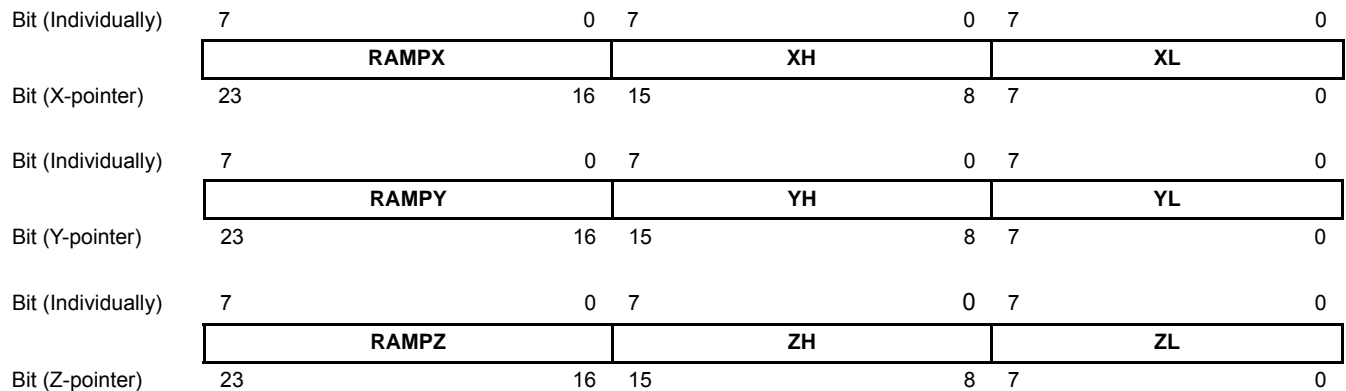 Bit (Individually) 7 0 7 0 7 0
RAMPX XH XL
Bit (X-pointer) 23 16 15 8 7 0
Bit (Individually) 7 0 7 0 7 0
RAMPY YH YL
Bit (Y-pointer) 23 16 15 8 7 0
Bit (Individually) 7 0 7 0 7 0
RAMPZ ZH ZL
Bit (Z-pointer) 23 16 15 8 7 0